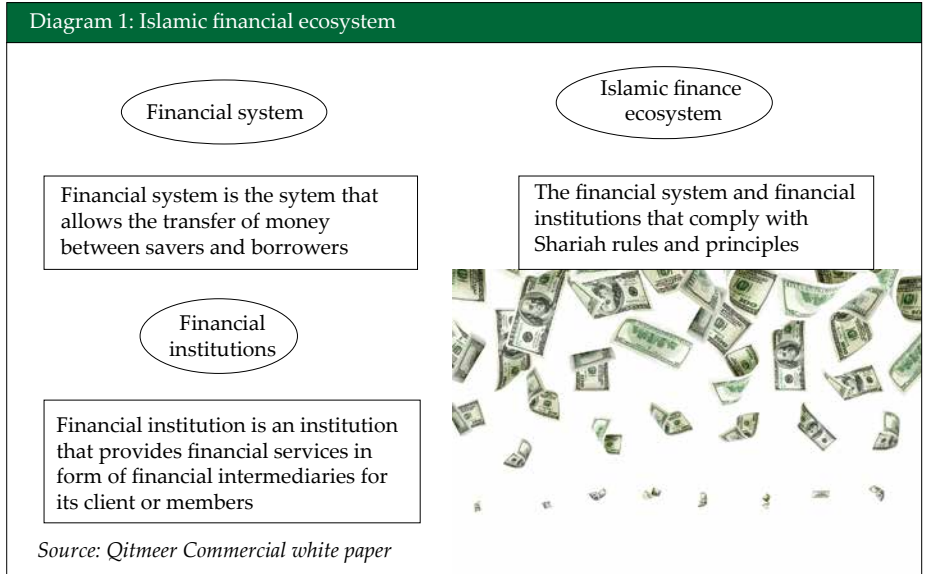 Diagram 1: Islamic financial ecosystem
Financial system
Financial system is the sytem that
allows the transfer of money
between savers and borrowers
Financial
institutions
Financial institution is an institution
that provides financial services in
form of financial intermediaries for
its client or members
Source: Qitmeer Commercial white paper
Islamic finance
ecosystem
The financial system and financial
institutions that comply with
Shariah rules and principles